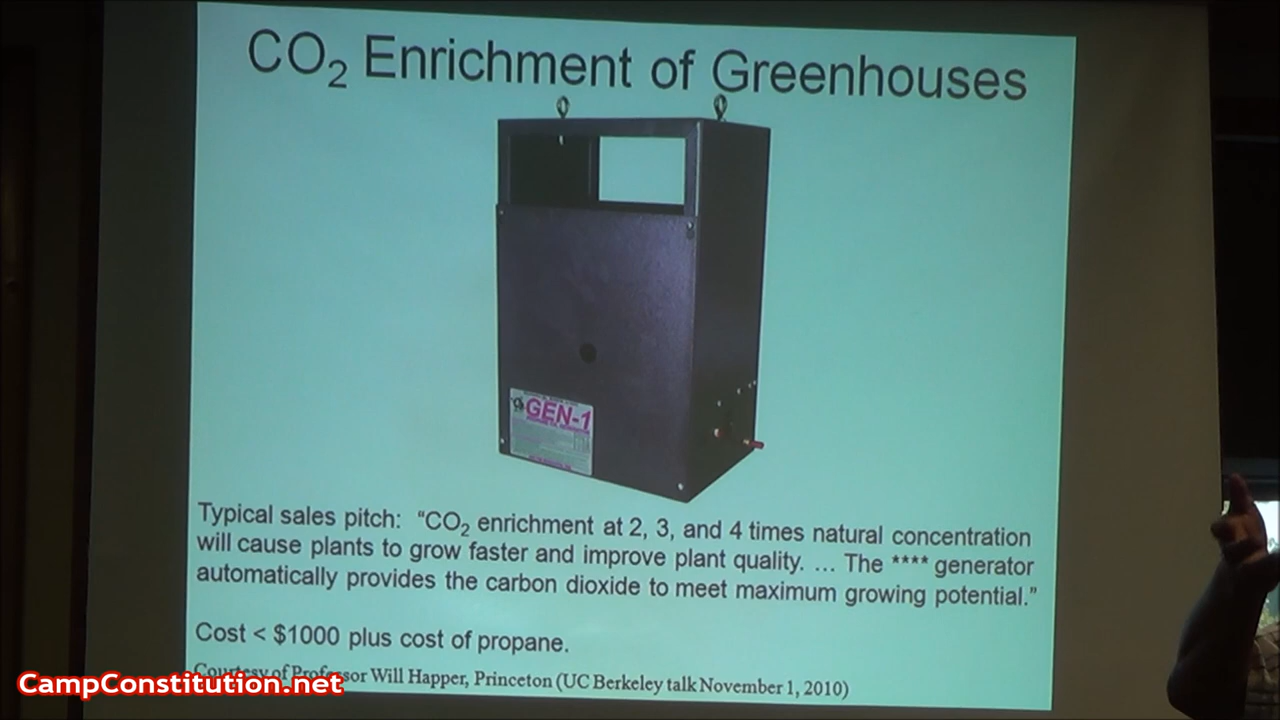 CO₂ Enrichment of Greenhouses
GEN-1
Typical sales pitch: "CO₂ enrichment at 2, 3, and 4 times natural concentration
will cause plants to grow faster and improve plant quality. ... The **** generator
automatically provides the carbon dioxide to meet maximum growing potential."
Cost < $1000 plus cost of propane.
Courtesy of Professor Will Happer, Princeton (UC Berkeley talk November 1, 2010)
CampConstitution.net